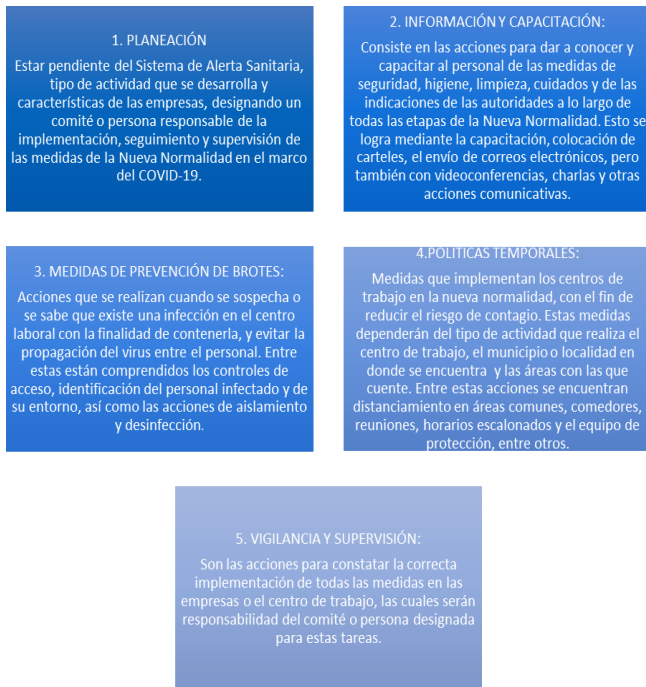 1. PLANEACIÓN
Estar pendiente del Sistema de Alerta Sanitaria,
tipo de actividad que se desarrolla y
características de las empresas, designando un
comité o persona responsable de la
implementación, seguimiento y supervisión de
las medidas de la Nueva Normalidad en el marco
del COVID-19.
2. INFORMACIÓN Y CAPACITACIÓN:
Consiste en las acciones para dar a conocer y
capacitar al personal de las medidas de
seguridad, higiene, limpieza, cuidados y de las
indicaciones de las autoridades a lo largo de
todas las etapas de la Nueva Normalidad. Esto se
logra mediante la capacitación, colocación de
carteles, el envío de correos electrónicos, pero
también con videoconferencias, charlas y otras
acciones comunicativas.
3. MEDIDAS DE PREVENCIÓN DE BROTES:
Acciones que se realizan cuando se sospecha o
se sabe que existe una infección en el centro
laboral con la finalidad de contenerla, y evitar la
propagación del virus entre el personal. Entre
estas están comprendidos los controles de
acceso, identificación del personal infectado y de
su entorno, así como las acciones de aislamiento
y desinfección.
4.POLITICAS TEMPORALES:
Medidas que implementan los centros de
trabajo en la nueva normalidad, con el fin de
reducir el riesgo de contagio. Estas medidas
dependerán del tipo de actividad que realiza el
centro de trabajo, el municipio o localidad en
donde se encuentra y las áreas con las que
cuente. Entre estas acciones se encuentran
distanciamiento en áreas comunes, comedores,
reuniones, horarios escalonados y el equipo de
protección, entre otros.
5. VIGILANCIA Y SUPERVISIÓN:
Son las acciones para constatar la correcta
implementación de todas las medidas en las
empresas o el centro de trabajo, las cuales serán
responsabilidad del comité o persona designada
para estas tareas.